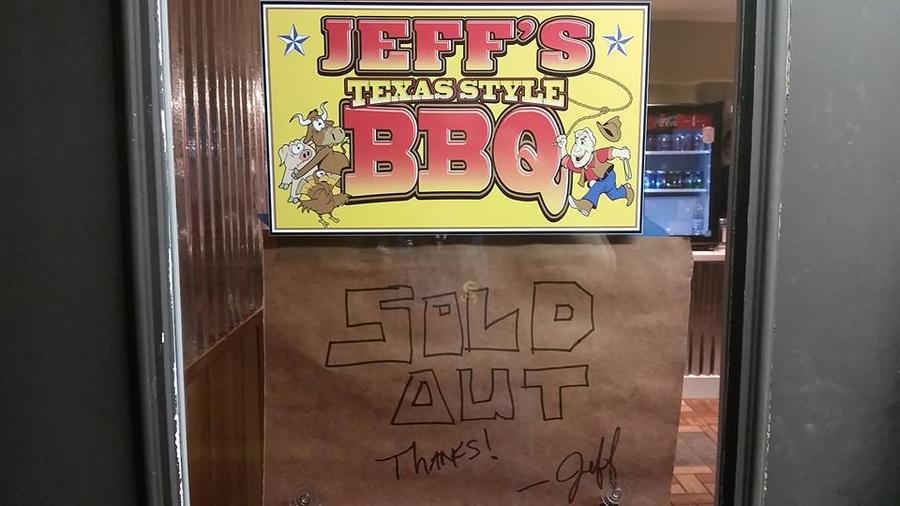 JEFF'S
TEXAS STYLE
BBQ
SOLD
OUT
THANKS!
- Jeff